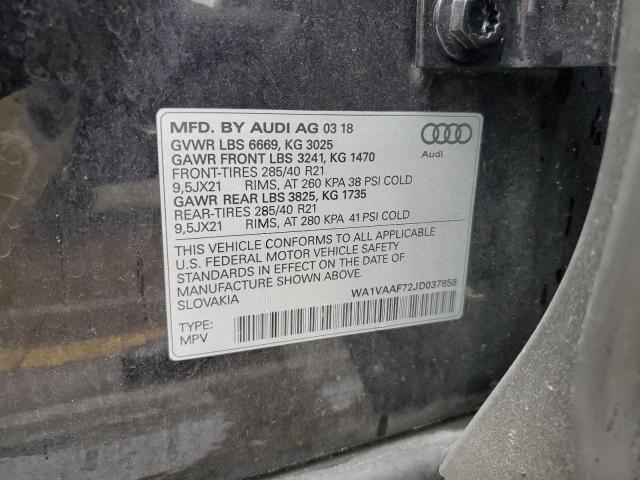 MFD. BY AUDI AG 03 18
GVWR LBS 6669, KG 3025
GAWR FRONT LBS 3241, KG 1470
FRONT-TIRES 285/40 R21
9,5JX21 RIMS, AT 260 KPA 38 PSI COLD
GAWR REAR LBS 3825, KG 1735
REAR-TIRES 285/40 R21
9,5JX21 RIMS, AT 280 KPA 41 PSI COLD
Audi
THIS VEHICLE CONFORMS TO ALL APPLICABLE
U.S. FEDERAL MOTOR VEHICLE SAFETY
STANDARDS IN EFFECT ON THE DATE OF
MANUFACTURE SHOWN ABOVE.
SLOVAKIA
WA1VAAF72JD037858
TYPE:
MPV